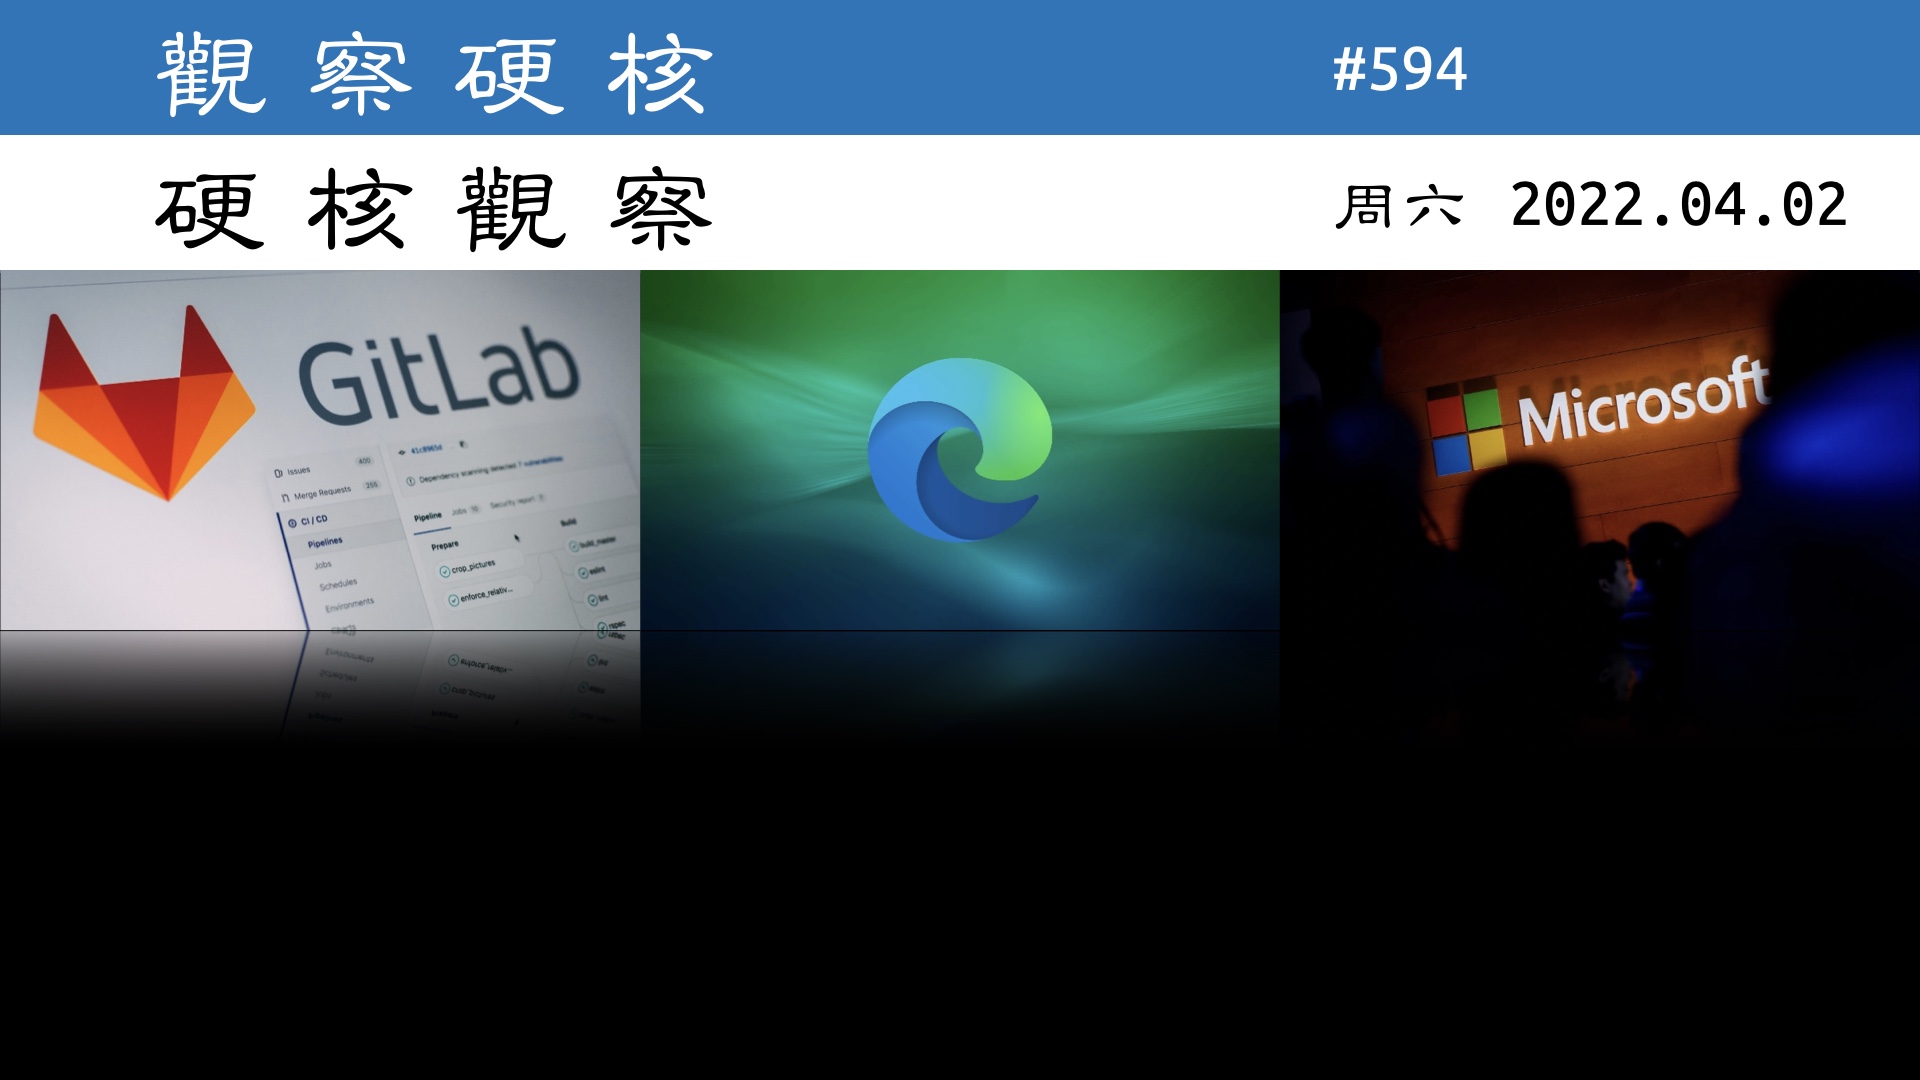 觀察硬核
#594
硬核觀察
周六 2022.04.02
GitLab
Issues 400
Merge Requests 255
CI / CD
Pipelines
Jobs
Schedules
Environments
Dependency scanning detected 7 vulnerabilities
Pipeline Jobs Security report
Prepare
Build
crop_pictures
enforce_relativ...
build_master
eslint
lint
rspec
Microsoft